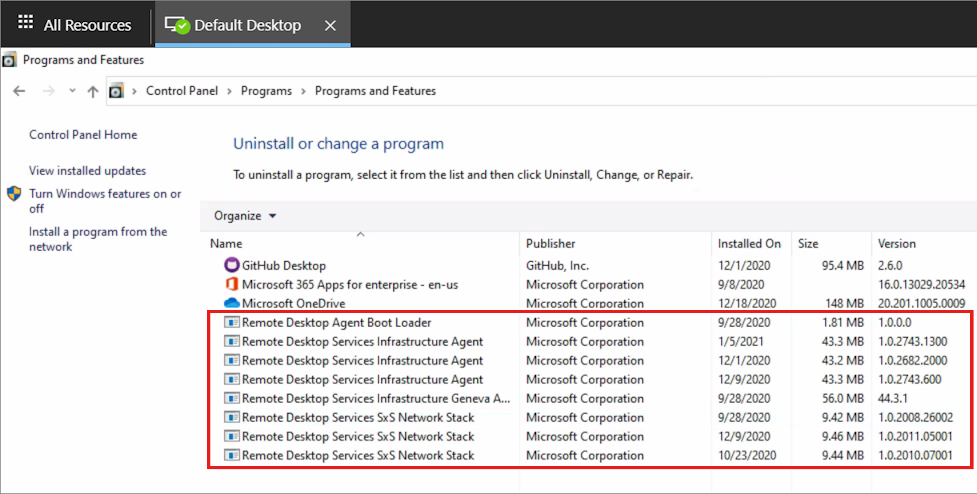 All Resources
Default Desktop
Programs and Features
Control Panel > Programs > Programs and Features
Control Panel Home
View installed updates
Turn Windows features on or
off
Install a program from the
network
Uninstall or change a program
To uninstall a program, select it from the list and then click Uninstall, Change, or Repair.
Organize
Name Publisher Installed On Size Version
GitHub Desktop GitHub, Inc. 12/1/2020 95.4 MB 2.6.0
Microsoft 365 Apps for enterprise - en-us Microsoft Corporation 9/8/2020 16.0.13029.20534
Microsoft OneDrive Microsoft Corporation 12/18/2020 148 MB 20.201.1005.0009
Remote Desktop Agent Boot Loader Microsoft Corporation 9/28/2020 1.81 MB 1.0.0.0
Remote Desktop Services Infrastructure Agent Microsoft Corporation 1/5/2021 43.3 MB 1.0.2743.1300
Remote Desktop Services Infrastructure Agent Microsoft Corporation 12/1/2020 43.2 MB 1.0.2682.2000
Remote Desktop Services Infrastructure Agent Microsoft Corporation 12/9/2020 43.3 MB 1.0.2743.600
Remote Desktop Services Infrastructure Geneva A... Microsoft Corporation 9/28/2020 56.0 MB 44.3.1
Remote Desktop Services SxS Network Stack Microsoft Corporation 9/28/2020 9.42 MB 1.0.2008.26002
Remote Desktop Services SxS Network Stack Microsoft Corporation 12/9/2020 9.46 MB 1.0.2011.05001
Remote Desktop Services SxS Network Stack Microsoft Corporation 10/23/2020 9.44 MB 1.0.2010.07001